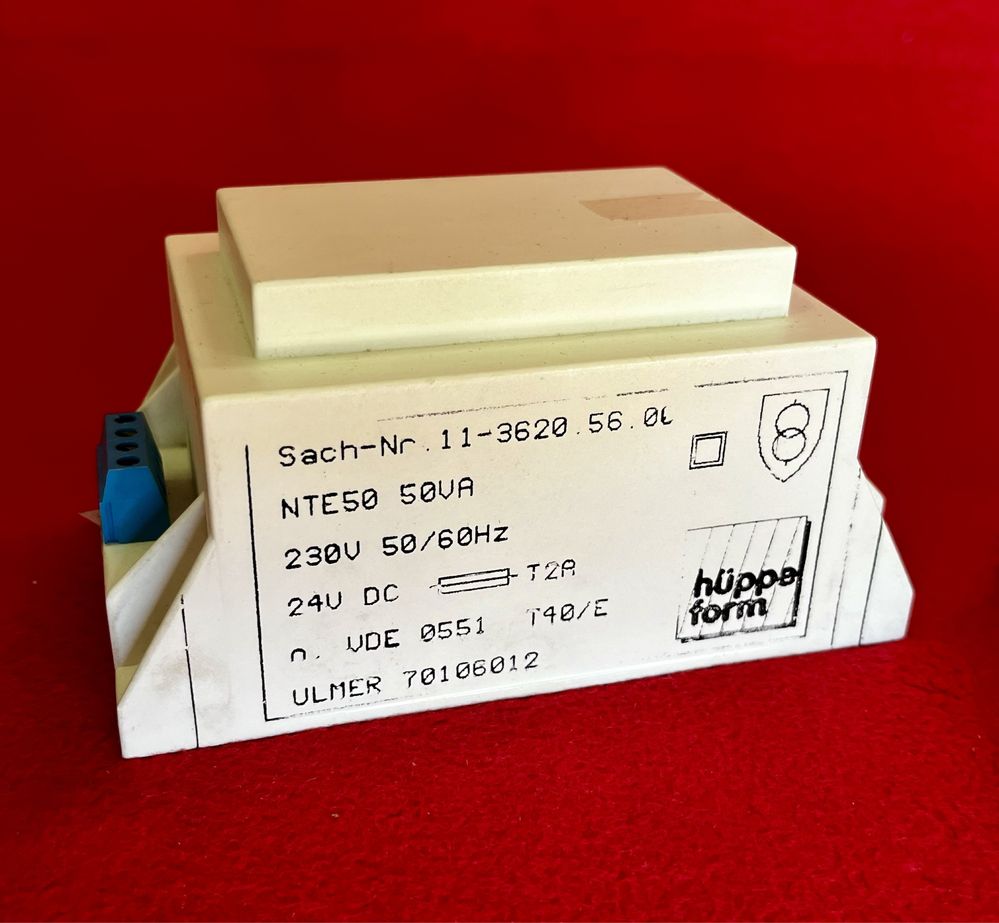 Sach-Nr.11-3620.56.0
NTE50 50VA
230V 50/60Hz
24V DC T2A
n. VDE 0551 T40/E
ULMER 70106012
hüppe
form